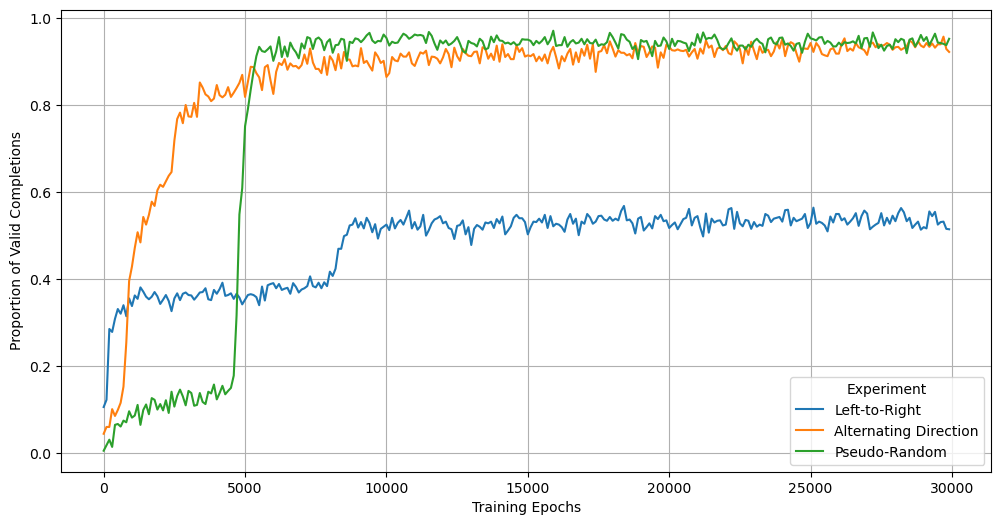 1.0
0.8
0.6
0.4
0.2
0.0
Proportion of Valid Completions
0
5000
10000
15000
20000
25000
30000
Training Epochs
Experiment
Left-to-Right
Alternating Direction
Pseudo-Random